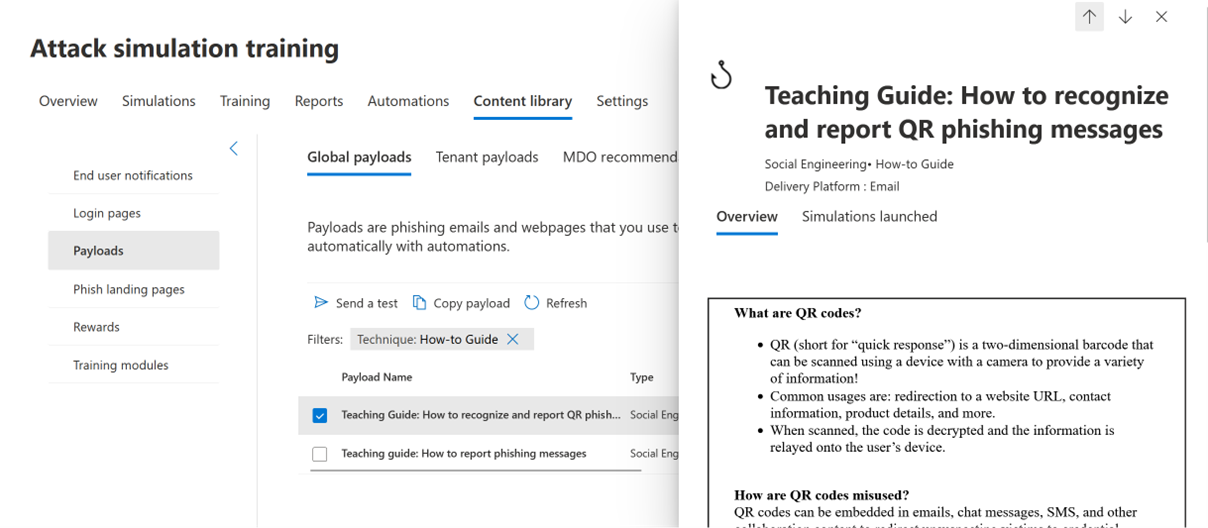 Attack simulation training
Overview Simulations Training Reports Automations Content library Settings
End user notifications
Login pages
Payloads
Phish landing pages
Rewards
Training modules
Global payloads Tenant payloads MDO recommend
Payloads are phishing emails and webpages that you use t
automatically with automations.
Send a test Copy payload Refresh
Filters: Technique: How-to Guide
Payload Name Type
Teaching Guide: How to recognize and report QR phish... Social Eng
Teaching guide: How to report phishing messages Social Eng
Teaching Guide: How to recognize
and report QR phishing messages
Social Engineering• How-to Guide
Delivery Platform : Email
Overview Simulations launched
What are QR codes?
• QR (short for “quick response”) is a two-dimensional barcode that
can be scanned using a device with a camera to provide a variety
of information!
• Common usages are: redirection to a website URL, contact
information, product details, and more.
• When scanned, the code is decrypted and the information is
relayed onto the user’s device.
How are QR codes misused?
QR codes can be embedded in emails, chat messages, SMS, and other